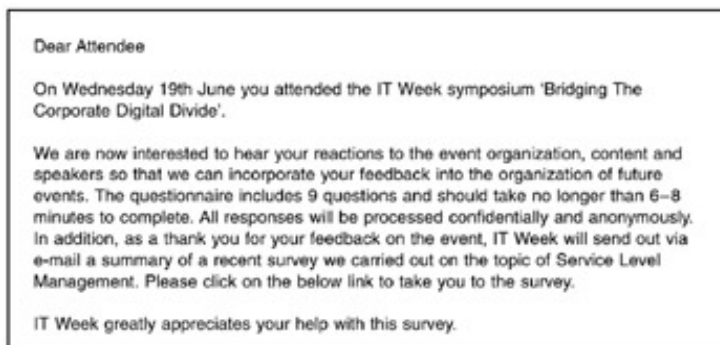 Dear Attendee
On Wednesday 19th June you attended the IT Week symposium 'Bridging The
Corporate Digital Divide'.
We are now interested to hear your reactions to the event organization, content and
speakers so that we can incorporate your feedback into the organization of future
events. The questionnaire includes 9 questions and should take no longer than 6–8
minutes to complete. All responses will be processed confidentially and anonymously.
In addition, as a thank you for your feedback on the event, IT Week will send out via
e-mail a summary of a recent survey we carried out on the topic of Service Level
Management. Please click on the below link to take you to the survey.
IT Week greatly appreciates your help with this survey.